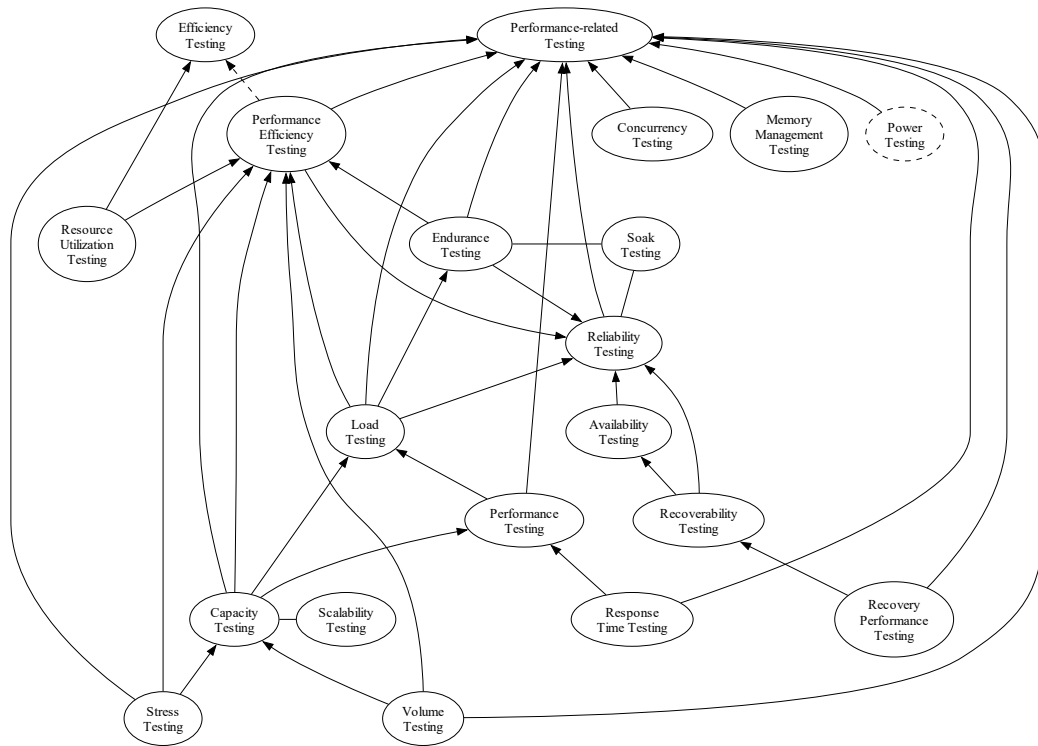 Efficiency
Testing
Performance-related
Testing
Performance
Efficiency
Testing
Concurrency
Testing
Memory
Management
Testing
Power
Testing
Resource
Utilization
Testing
Endurance
Testing
Soak
Testing
Reliability
Testing
Load
Testing
Availability
Testing
Performance
Testing
Recoverability
Testing
Capacity
Testing
Scalability
Testing
Response
Time Testing
Recovery
Performance
Testing
Stress
Testing
Volume
Testing